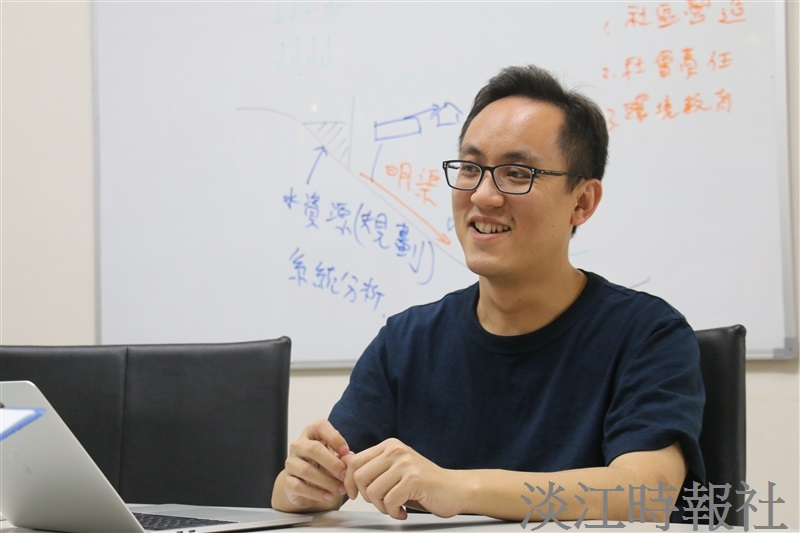 1. 社區營造
2. 社會責任
3. 環境教育
明渠
水資源(規劃)
系統分析
淡江時報社